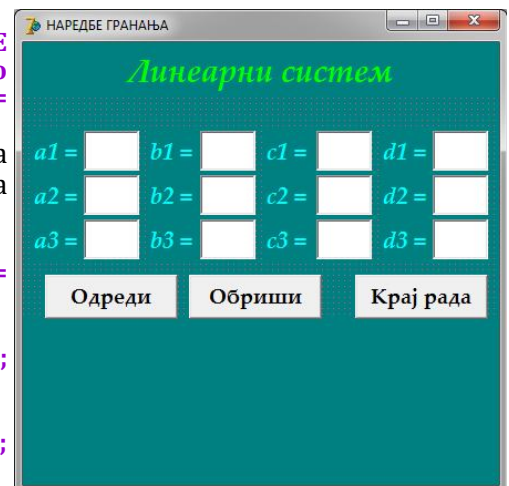 НАРЕДБЕ ГРАНАЊА
Линеарни систем
a1 = b1 = c1 = d1 =
a2 = b2 = c2 = d2 =
a3 = b3 = c3 = d3 =
Одреди Обриши Крај рада
Е
о
=
а
а
=
;
;